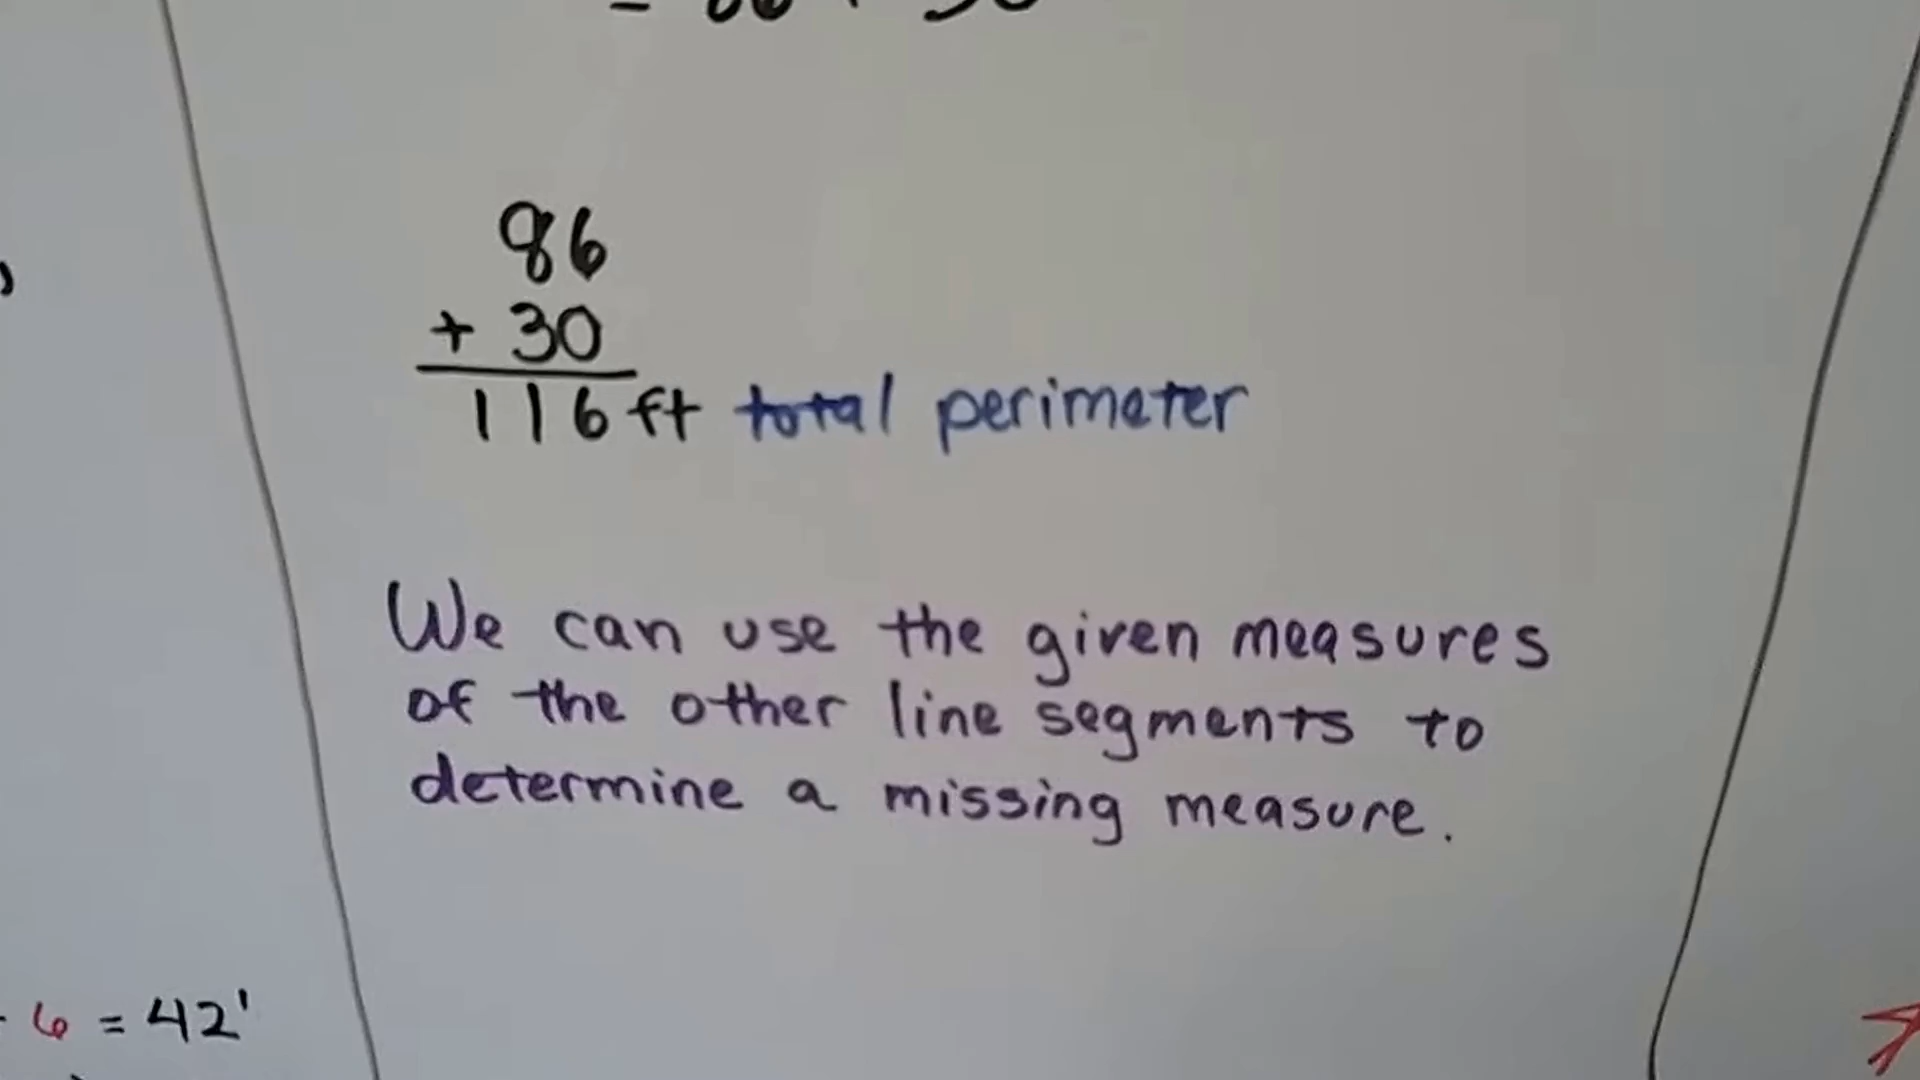 86
+ 30
116 ft total perimeter
We can use the given measures
of the other line segments to
determine a missing measure.
6 = 42'